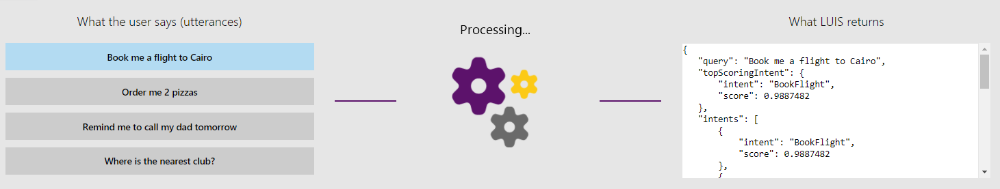 What the user says (utterances)
Book me a flight to Cairo
Order me 2 pizzas
Remind me to call my dad tomorrow
Where is the nearest club?
Processing...
What LUIS returns
{
"query": "Book me a flight to Cairo",
"topScoringIntent": {
"intent": "BookFlight",
"score": 0.9887482
},
"intents": [
{
"intent": "BookFlight",
"score": 0.9887482
},
{